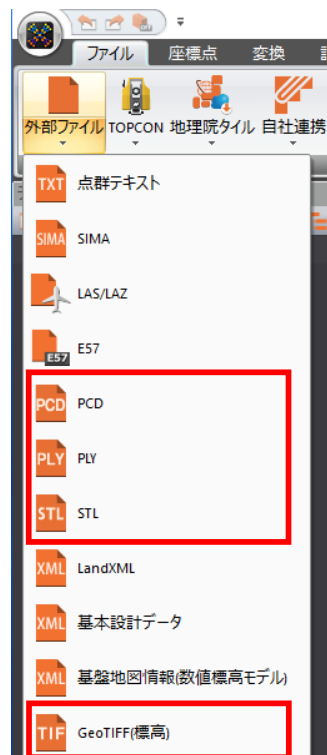 ファイル 座標点 変換
外部ファイル TOPCON 地理院タイル 自社連携
TXT 点群テキスト
SIMA SIMA
LAS/LAZ
E57 E57
PCD PCD
PLY PLY
STL STL
XML LandXML
XML 基本設計データ
XML 基盤地図情報(数値標高モデル)
TIF GeoTIFF(標高)